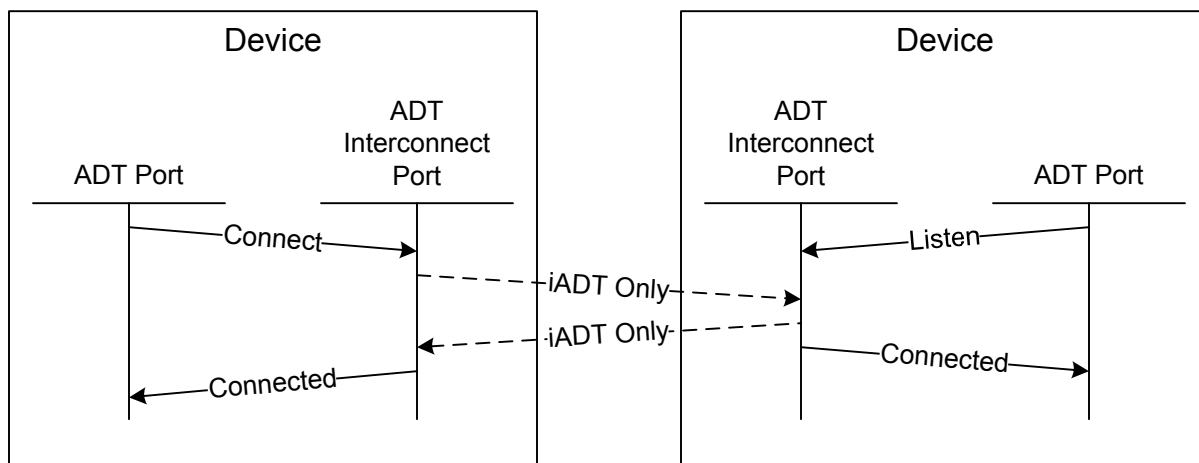 Device
ADT Port
ADT
Interconnect
Port
Connect
Connected
iADT Only
iADT Only
Device
ADT
Interconnect
Port
ADT Port
Listen
Connected